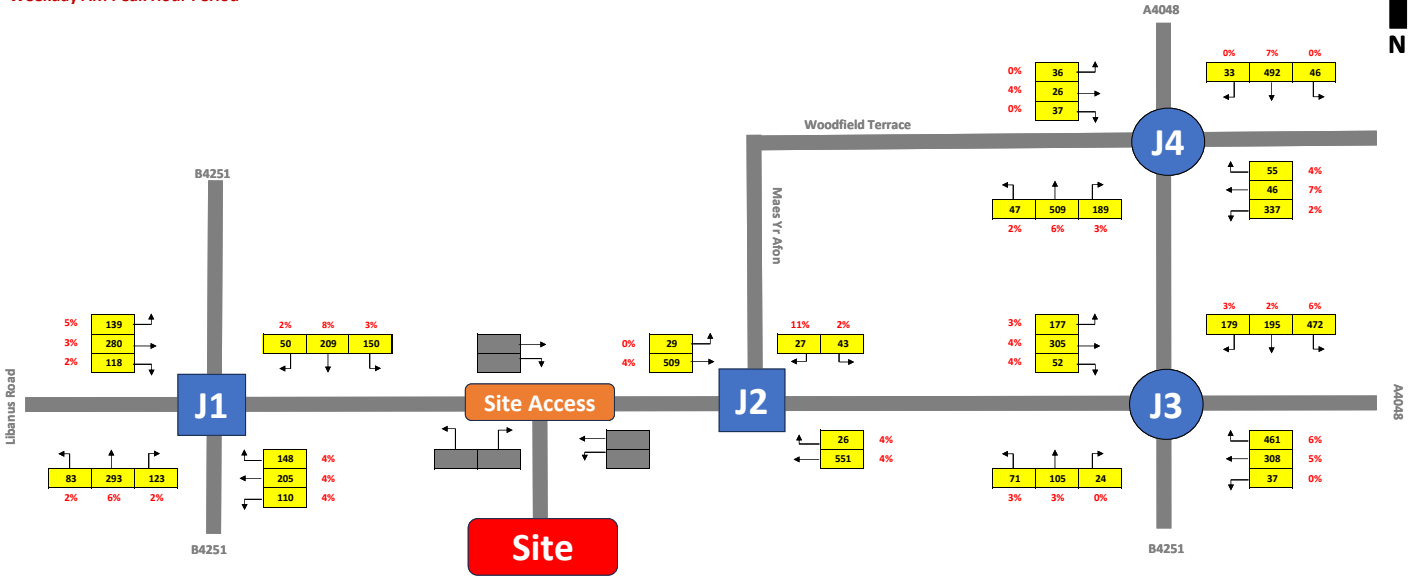 Weekday AM Peak Hour Period
A4048
N
0% 7% 0%
33 492 46
0% 36
4% 26
0% 37
Woodfield Terrace
J4
B4251
55 4%
46 7%
337 2%
Maes Yr Afon
47 509 189
2% 6% 3%
5% 139
3% 280
2% 118
2% 8% 3%
50 209 150
0% 29
4% 509
11% 2%
27 43
3% 177
4% 305
4% 52
3% 2% 6%
179 195 472
Libanus Road
J1
Site Access
J2
J3
A4048
83 293 123
2% 6% 2%
148 4%
205 4%
110 4%
26 4%
551 4%
71 105 24
3% 3% 0%
461 6%
308 5%
37 0%
B4251
Site
B4251